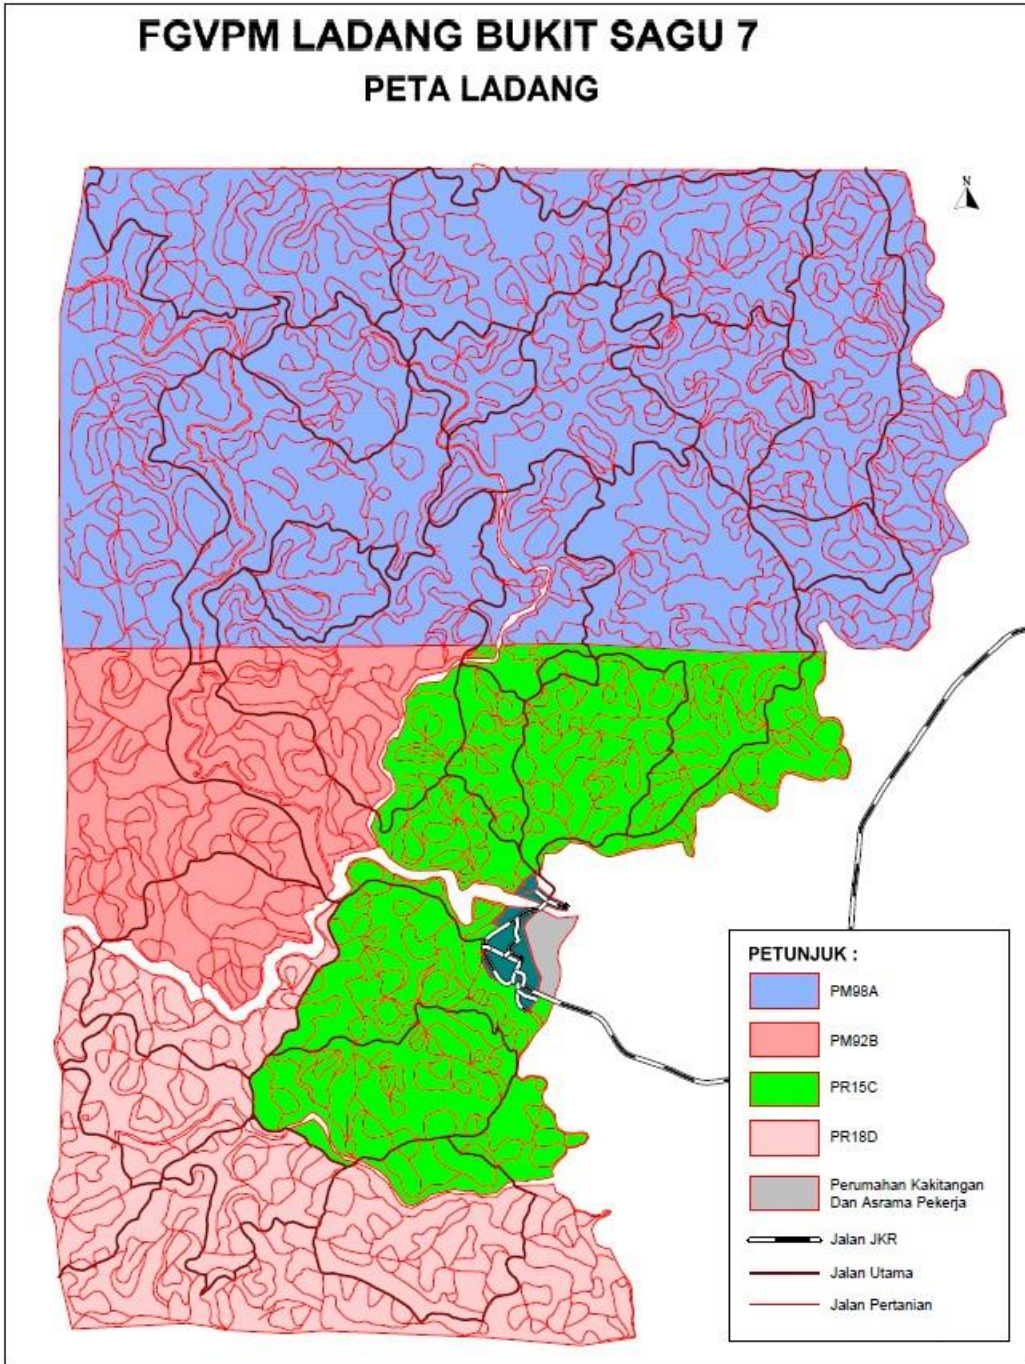 FGVPM LADANG BUKIT SAGU 7
PETA LADANG
N
PETUNJUK :
PM98A
PM92B
PR15C
PR18D
Perumahan Kakitangan
Dan Asrama Pekerja
Jalan JKR
Jalan Utama
Jalan Pertanian